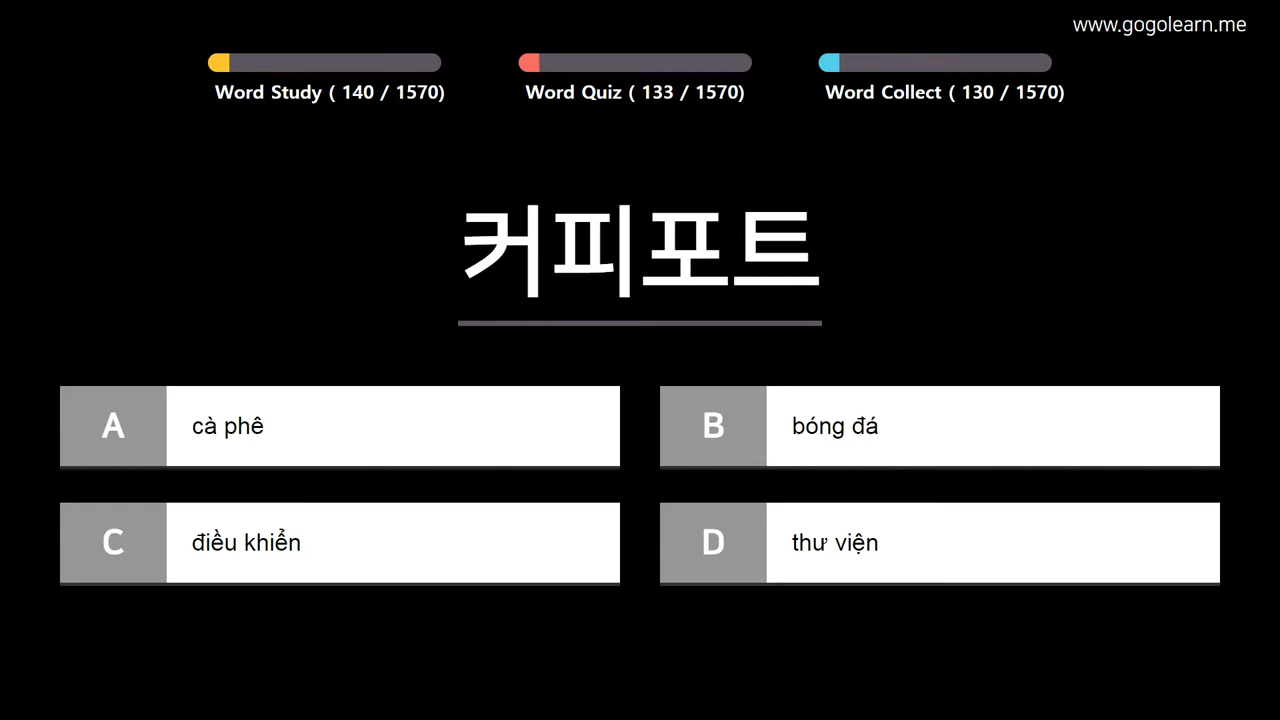 www.gogolearn.me
Word Study ( 140 / 1570)
Word Quiz ( 133 / 1570)
Word Collect ( 130 / 1570)
커피포트
A cà phê
B bóng đá
C điều khiển
D thư viện